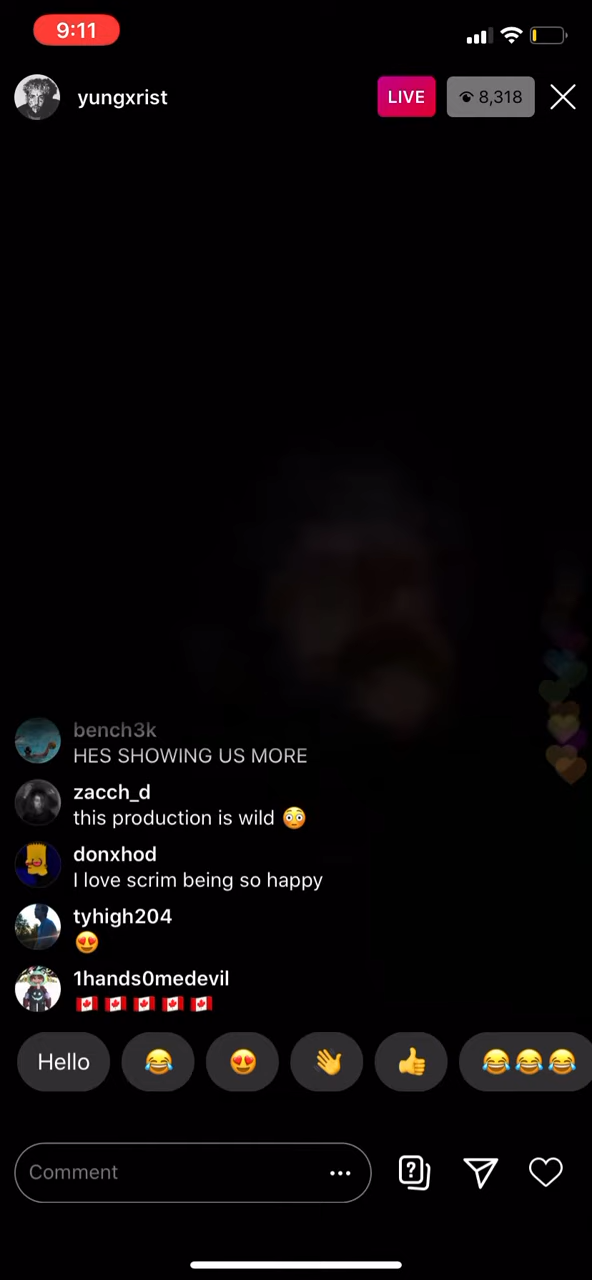 9:11
yungxrist
LIVE
8,318
bench3k
HES SHOWING US MORE
zacch_d
this production is wild 😳
donxhod
I love scrim being so happy
tyhigh204
😍
1hands0medevil
🇨🇦 🇨🇦 🇨🇦 🇨🇦 🇨🇦
Hello 😂 😍 👋 👍 😂😂😂
Comment